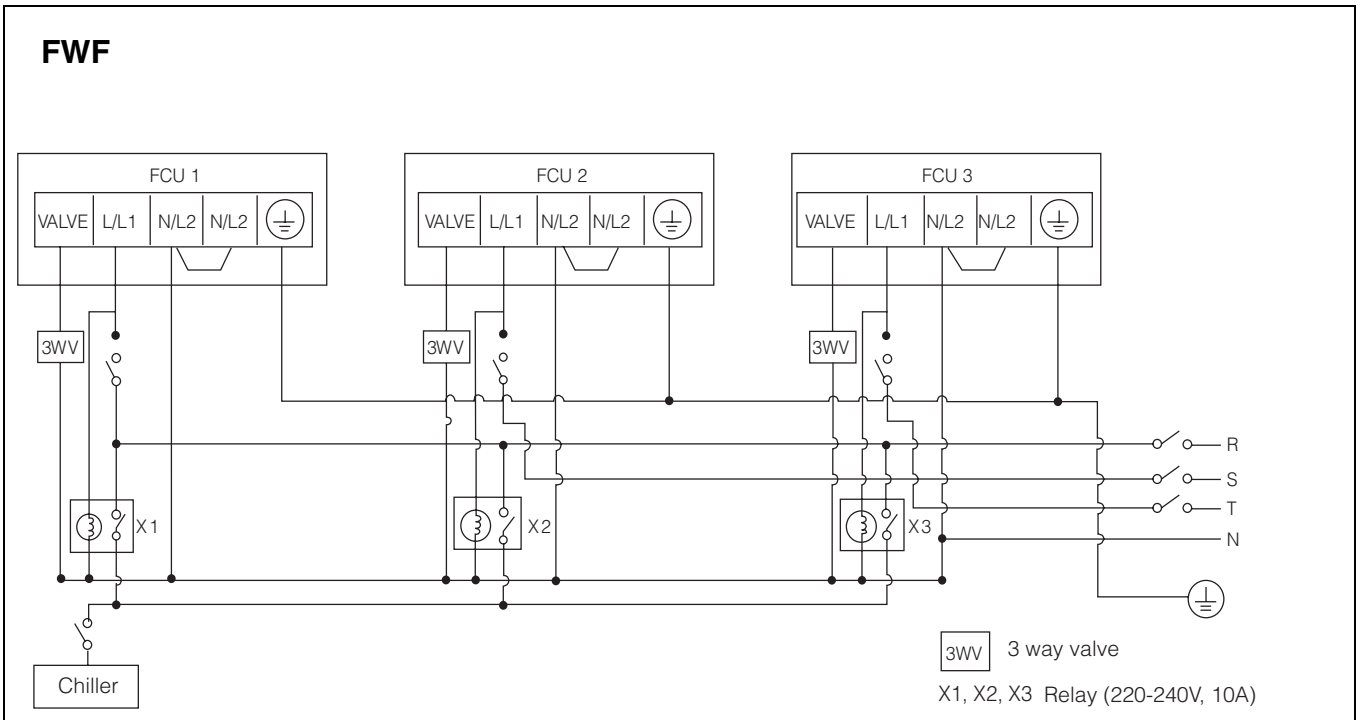 FWF
FCU 1
VALVE L/L1 N/L2 N/L2
FCU 2
VALVE L/L1 N/L2 N/L2
FCU 3
VALVE L/L1 N/L2 N/L2
3WV
3WV
3WV
R
S
T
N
X1
X2
X3
Chiller
3WV 3 way valve
X1, X2, X3 Relay (220-240V, 10A)